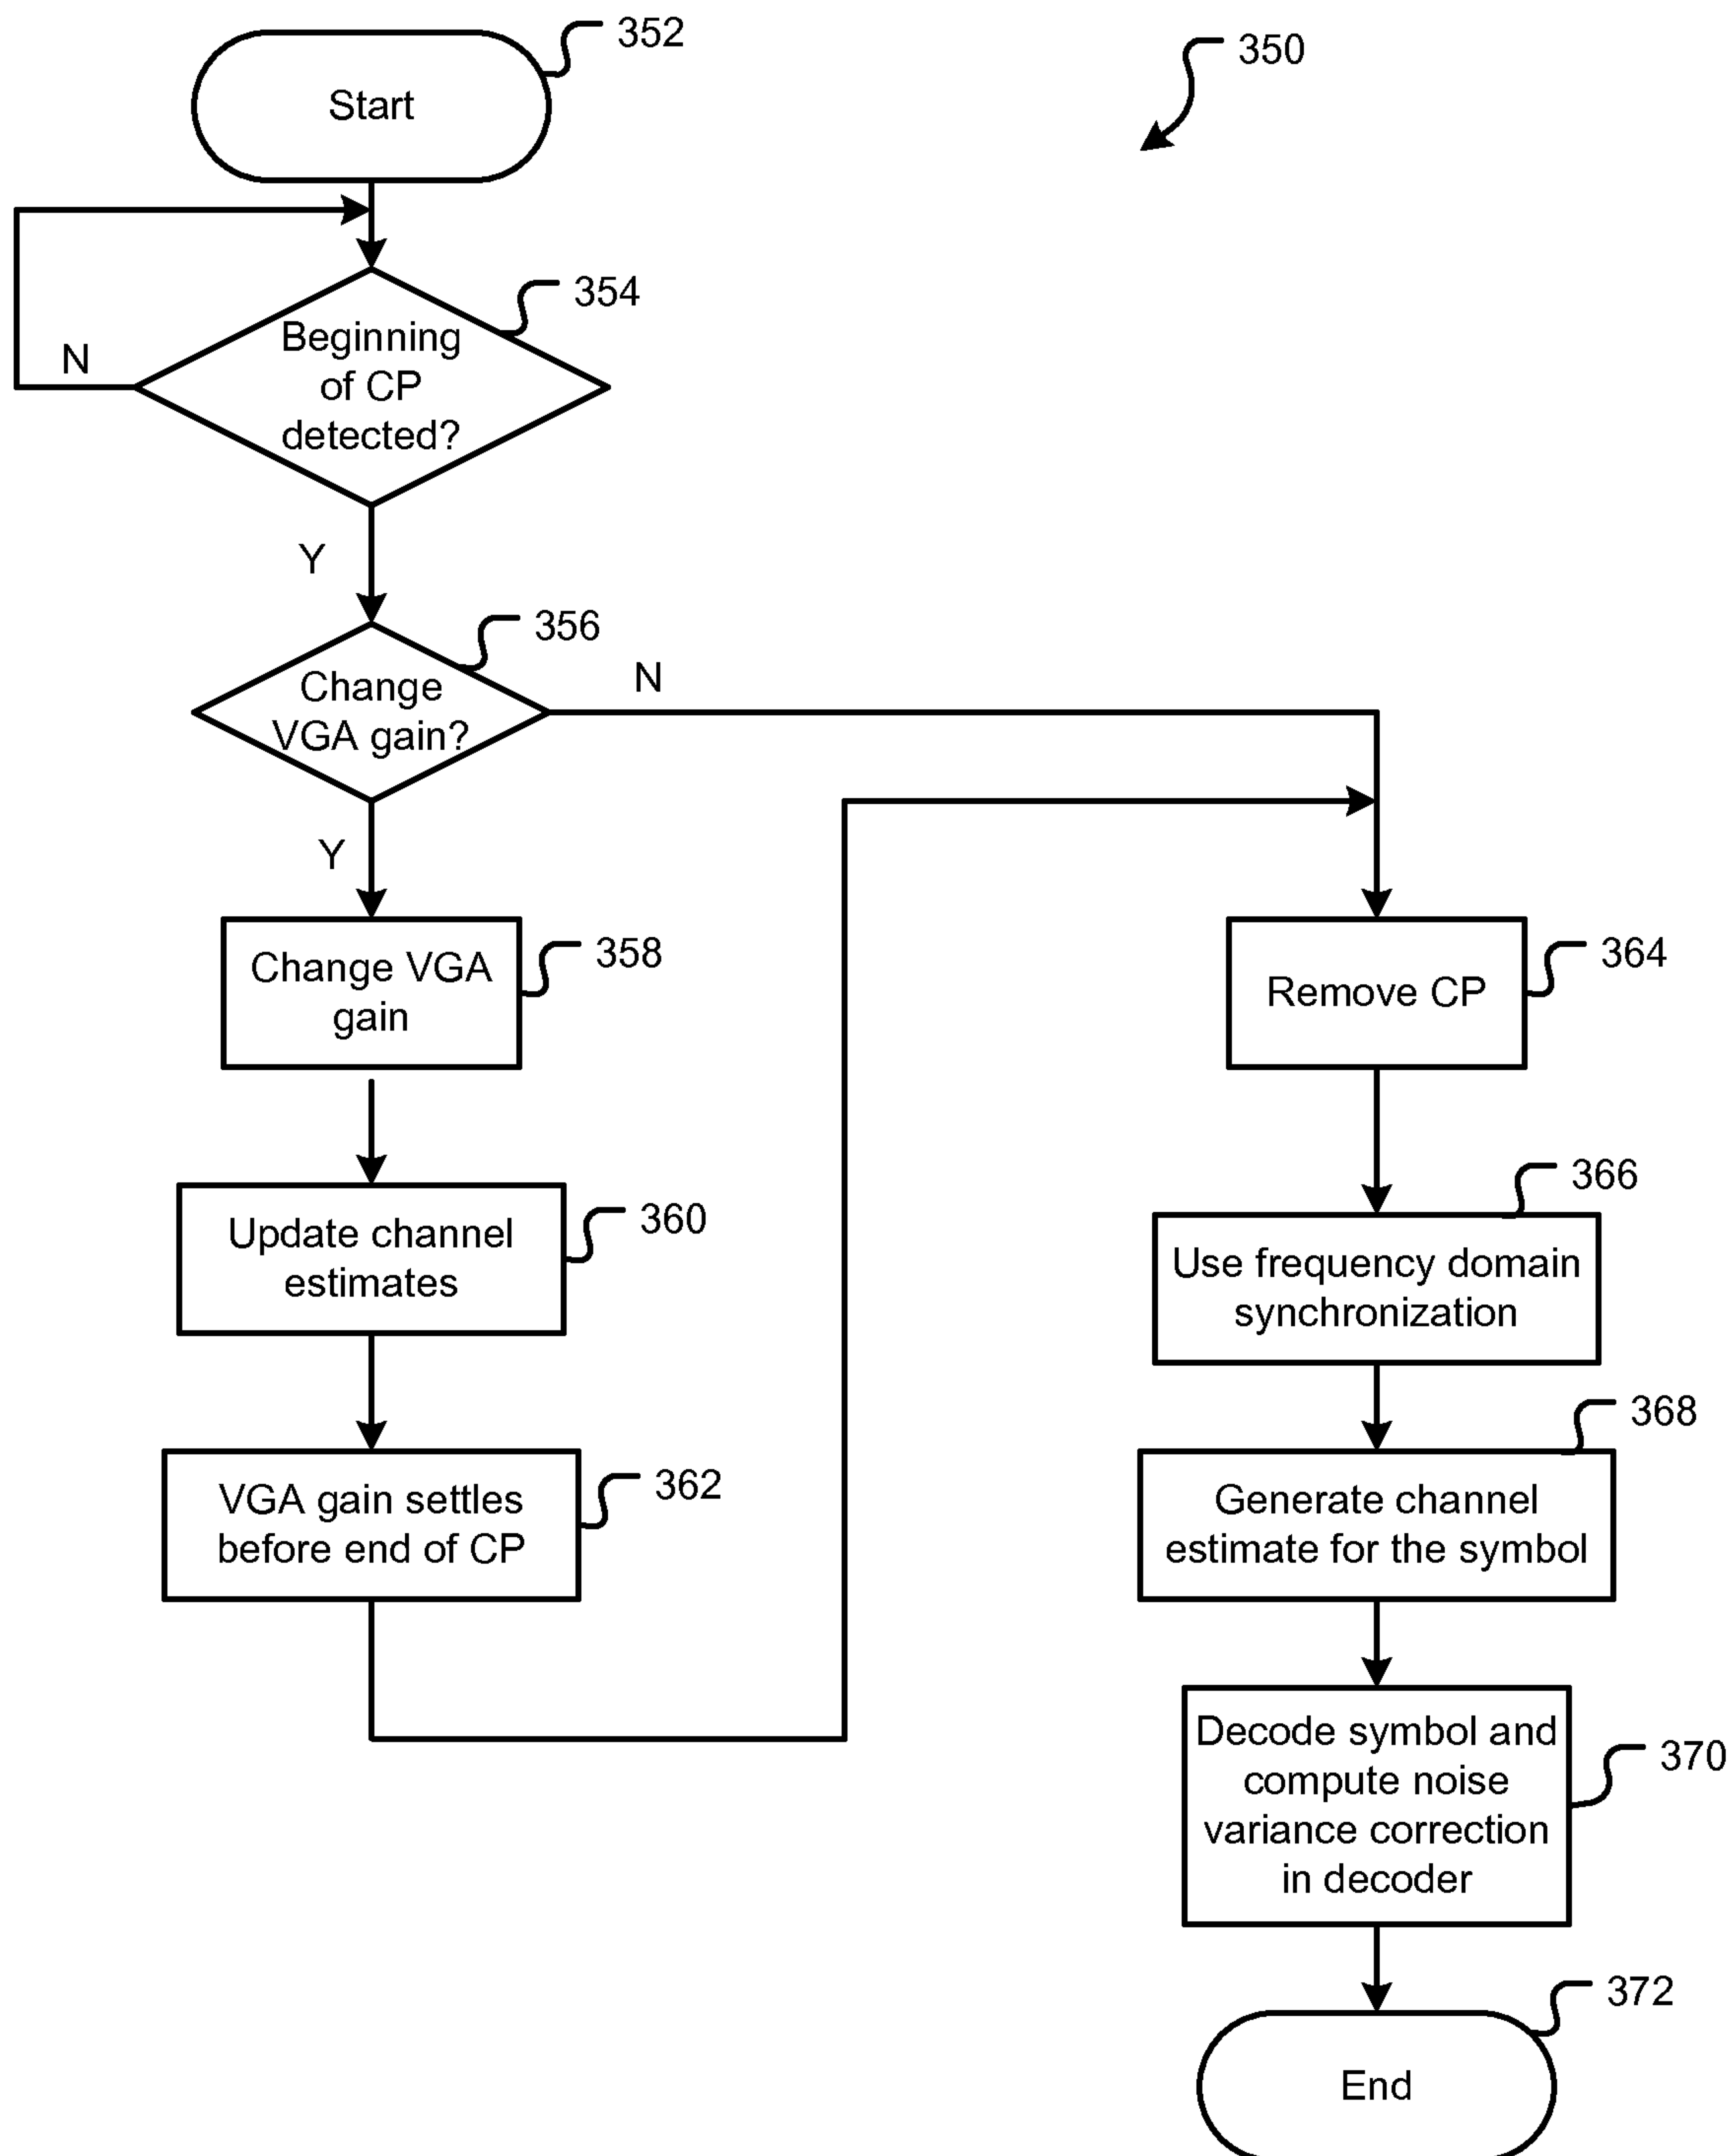 352
Start
350
354
Beginning
of CP
detected?
N
Y
356
Change
VGA gain?
N
Y
358
Change VGA
gain
360
Update channel
estimates
362
VGA gain settles
before end of CP
364
Remove CP
366
Use frequency domain
synchronization
368
Generate channel
estimate for the symbol
370
Decode symbol and
compute noise
variance correction
in decoder
372
End